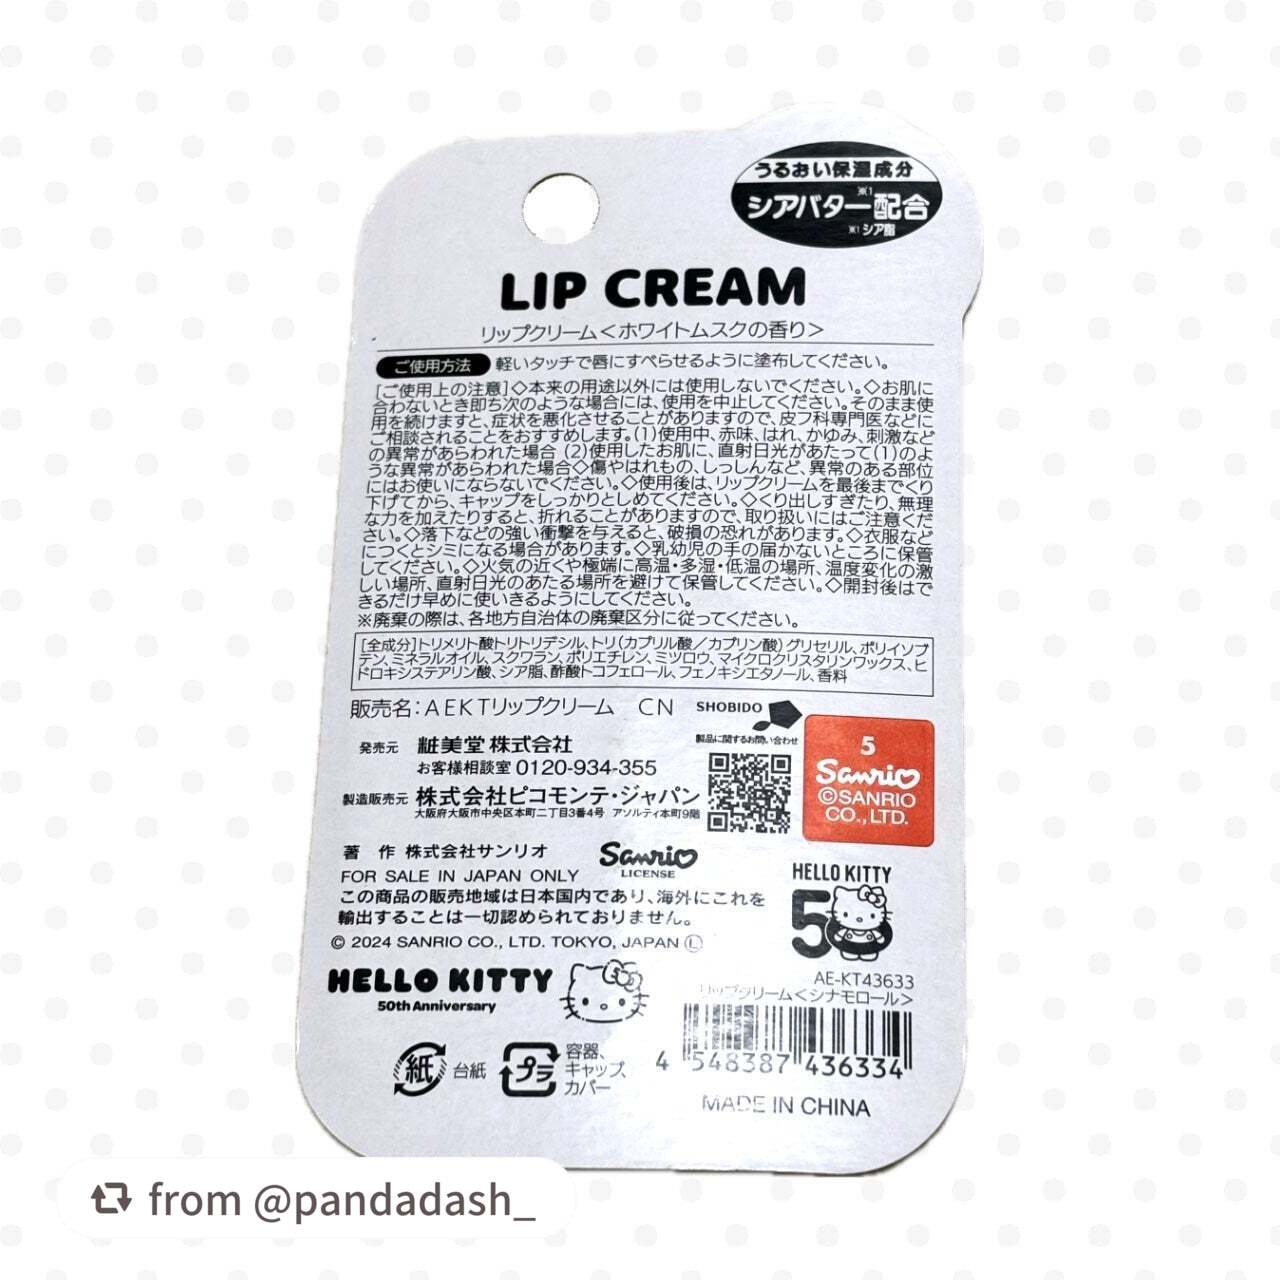 うるおい保湿成分
シアバター※1配合
※1 シア脂
LIP CREAM
リップクリーム<ホワイトムスクの香り>
ご使用方法 軽いタッチで唇にすべらせるように塗布してください。
[ご使用上の注意]◇本来の用途以外には使用しないでください。◇お肌に
合わないとき即ち次のような場合には、使用を中止してください。そのまま使
用を続けますと、症状を悪化させることがありますので、皮フ科専門医などに
ご相談されることをおすすめします。(1)使用中、赤味、はれ、かゆみ、刺激など
の異常があらわれた場合 (2)使用したお肌に、直射日光があたって(1)のよ
うな異常があらわれた場合◇傷やはれもの、しっしんなど、異常のある部位
にはお使いにならないでください。◇使用後は、リップクリームを最後までくり
下げてから、キャップをしっかりとしめてください。◇くり出しすぎたり、無理
な力を加えたりすると、折れることがありますので、取り扱いにはご注意くだ
さい。◇落下などの強い衝撃を与えると、破損の恐れがあります。◇衣服など
につくとシミになる場合があります。◇乳幼児の手の届かないところに保管
してください。◇火気の近くや極端に高温・多湿・低温の場所、温度変化の激
しい場所、直射日光のあたる場所を避けて保管してください。◇開封後はで
きるだけ早めに使いきるようにしてください。
※廃棄の際は、各地方自治体の廃棄区分に従ってください。
[全成分]トリメリト酸トリトリデシル、トリ(カプリル酸/カプリン酸)グリセリル、ポリイソブ
テン、ミネラルオイル、スクワラン、ポリエチレン、ミツロウ、マイクロクリスタリンワックス、ヒ
ドロキシステアリン酸、シア脂、酢酸トコフェロール、フェノキシエタノール、香料
販売名:AEKTリップクリーム CN
SHOBIDO
製品に関するお問い合わせ
発売元 粧美堂 株式会社
お客様相談室 0120-934-355
製造販売元 株式会社ピコモンテ・ジャパン
大阪府大阪市中央区本町二丁目3番4号 アソルティ本町9階
5
Sanrio
©SANRIO
CO., LTD.
著 作 株式会社サンリオ
Sanrio
LICENSE
FOR SALE IN JAPAN ONLY
この商品の販売地域は日本国内であり、海外にこれを
輸出することは一切認められておりません。
© 2024 SANRIO CO., LTD. TOKYO, JAPAN Ⓛ
HELLO KITTY
50
HELLO KITTY
50th Anniversary
AE-KT43633
リップクリーム<シナモロール>
4 548387 436334
紙 台紙
プラ 容器、
キャップ、
カバー
MADE IN CHINA
from @pandadash_